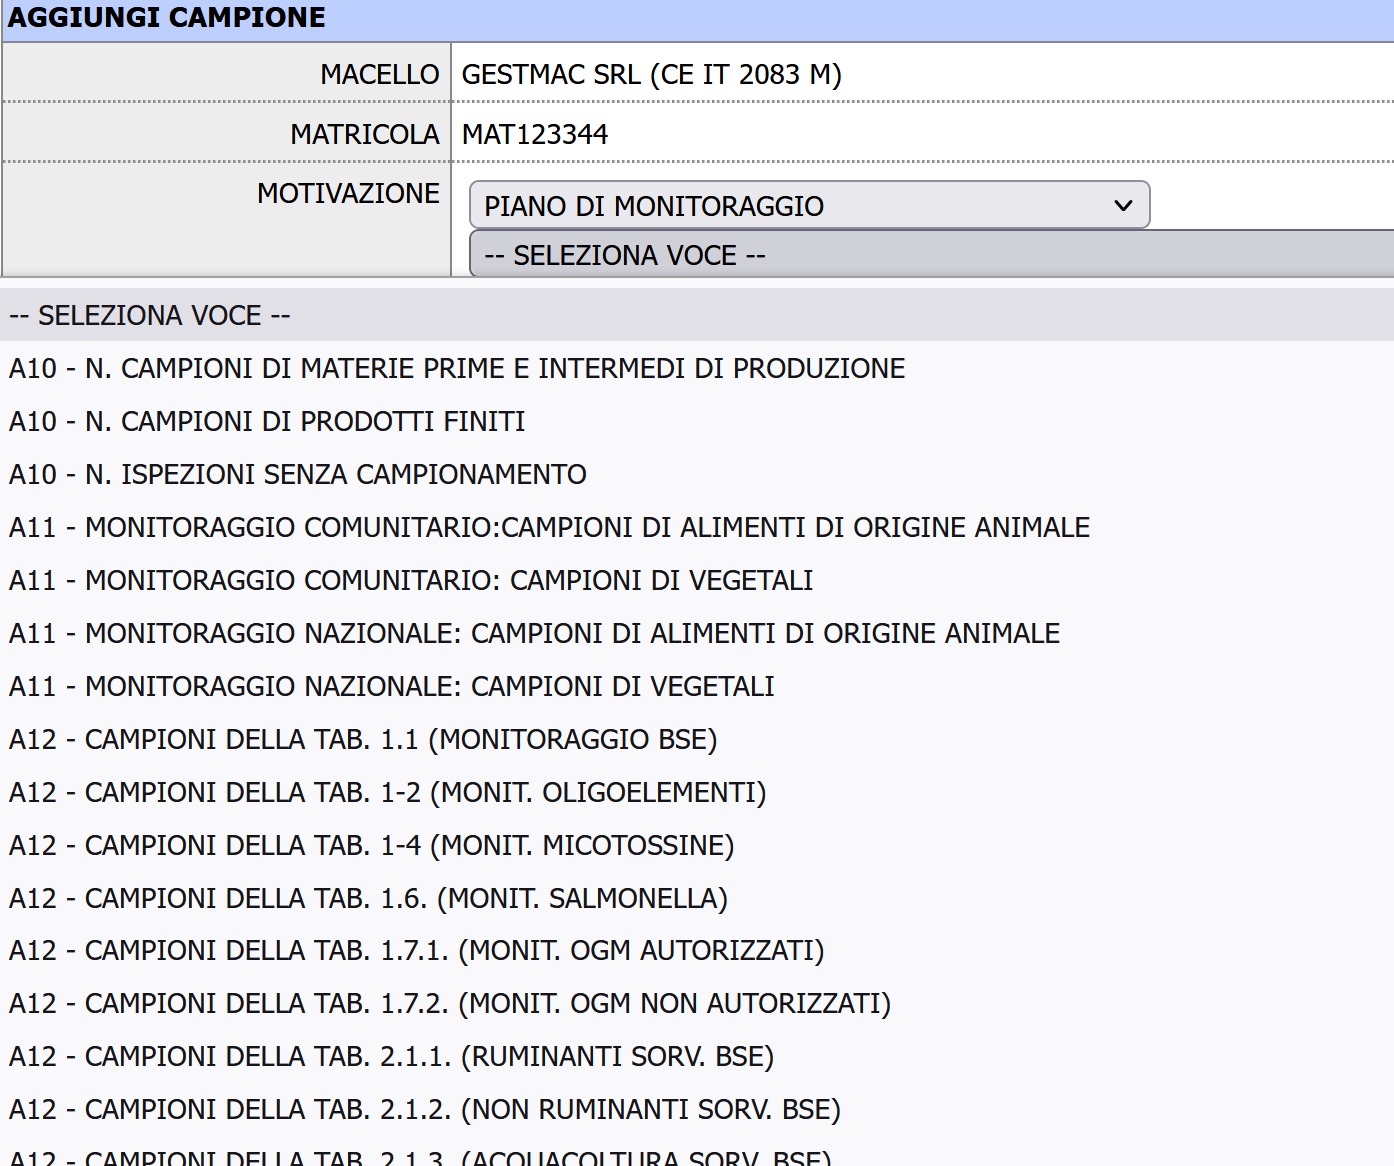 AGGIUNGI CAMPIONE
MACELLO GESTMAC SRL (CE IT 2083 M)
MATRICOLA MAT123344
MOTIVAZIONE PIANO DI MONITORAGGIO
-- SELEZIONA VOCE --
-- SELEZIONA VOCE --
A10 - N. CAMPIONI DI MATERIE PRIME E INTERMEDI DI PRODUZIONE
A10 - N. CAMPIONI DI PRODOTTI FINITI
A10 - N. ISPEZIONI SENZA CAMPIONAMENTO
A11 - MONITORAGGIO COMUNITARIO:CAMPIONI DI ALIMENTI DI ORIGINE ANIMALE
A11 - MONITORAGGIO COMUNITARIO: CAMPIONI DI VEGETALI
A11 - MONITORAGGIO NAZIONALE: CAMPIONI DI ALIMENTI DI ORIGINE ANIMALE
A11 - MONITORAGGIO NAZIONALE: CAMPIONI DI VEGETALI
A12 - CAMPIONI DELLA TAB. 1.1 (MONITORAGGIO BSE)
A12 - CAMPIONI DELLA TAB. 1-2 (MONIT. OLIGOELEMENTI)
A12 - CAMPIONI DELLA TAB. 1-4 (MONIT. MICOTOSSINE)
A12 - CAMPIONI DELLA TAB. 1.6. (MONIT. SALMONELLA)
A12 - CAMPIONI DELLA TAB. 1.7.1. (MONIT. OGM AUTORIZZATI)
A12 - CAMPIONI DELLA TAB. 1.7.2. (MONIT. OGM NON AUTORIZZATI)
A12 - CAMPIONI DELLA TAB. 2.1.1. (RUMINANTI SORV. BSE)
A12 - CAMPIONI DELLA TAB. 2.1.2. (NON RUMINANTI SORV. BSE)
A12 - CAMPIONI DELLA TAB. 2.1.3. (ACQUACOLTURA SORV. BSE)